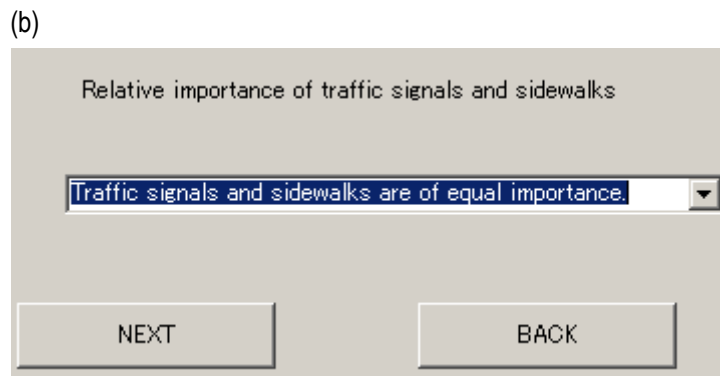 (b)
Relative importance of traffic signals and sidewalks
Traffic signals and sidewalks are of equal importance.
NEXT
BACK